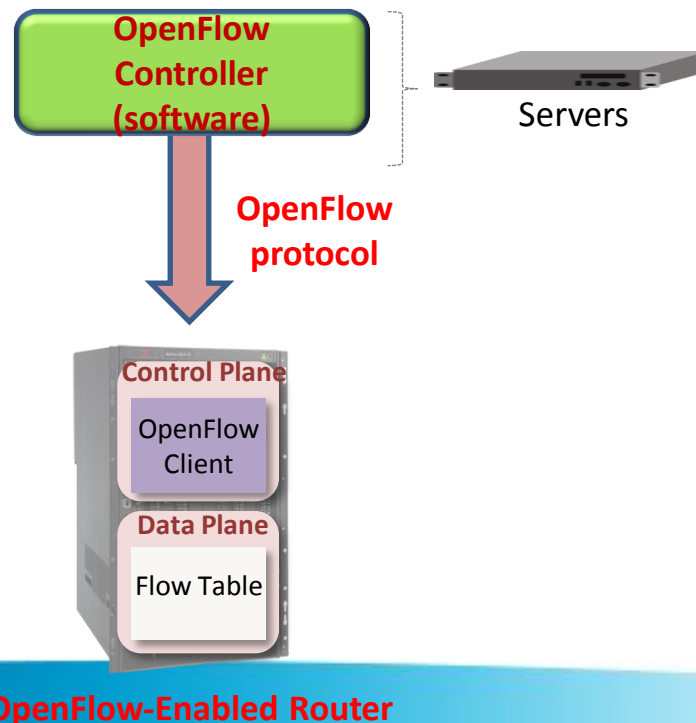 OpenFlow
Controller
(software)
Servers
OpenFlow
protocol
Control Plane
OpenFlow
Client
Data Plane
Flow Table
OpenFlow-Enabled Router